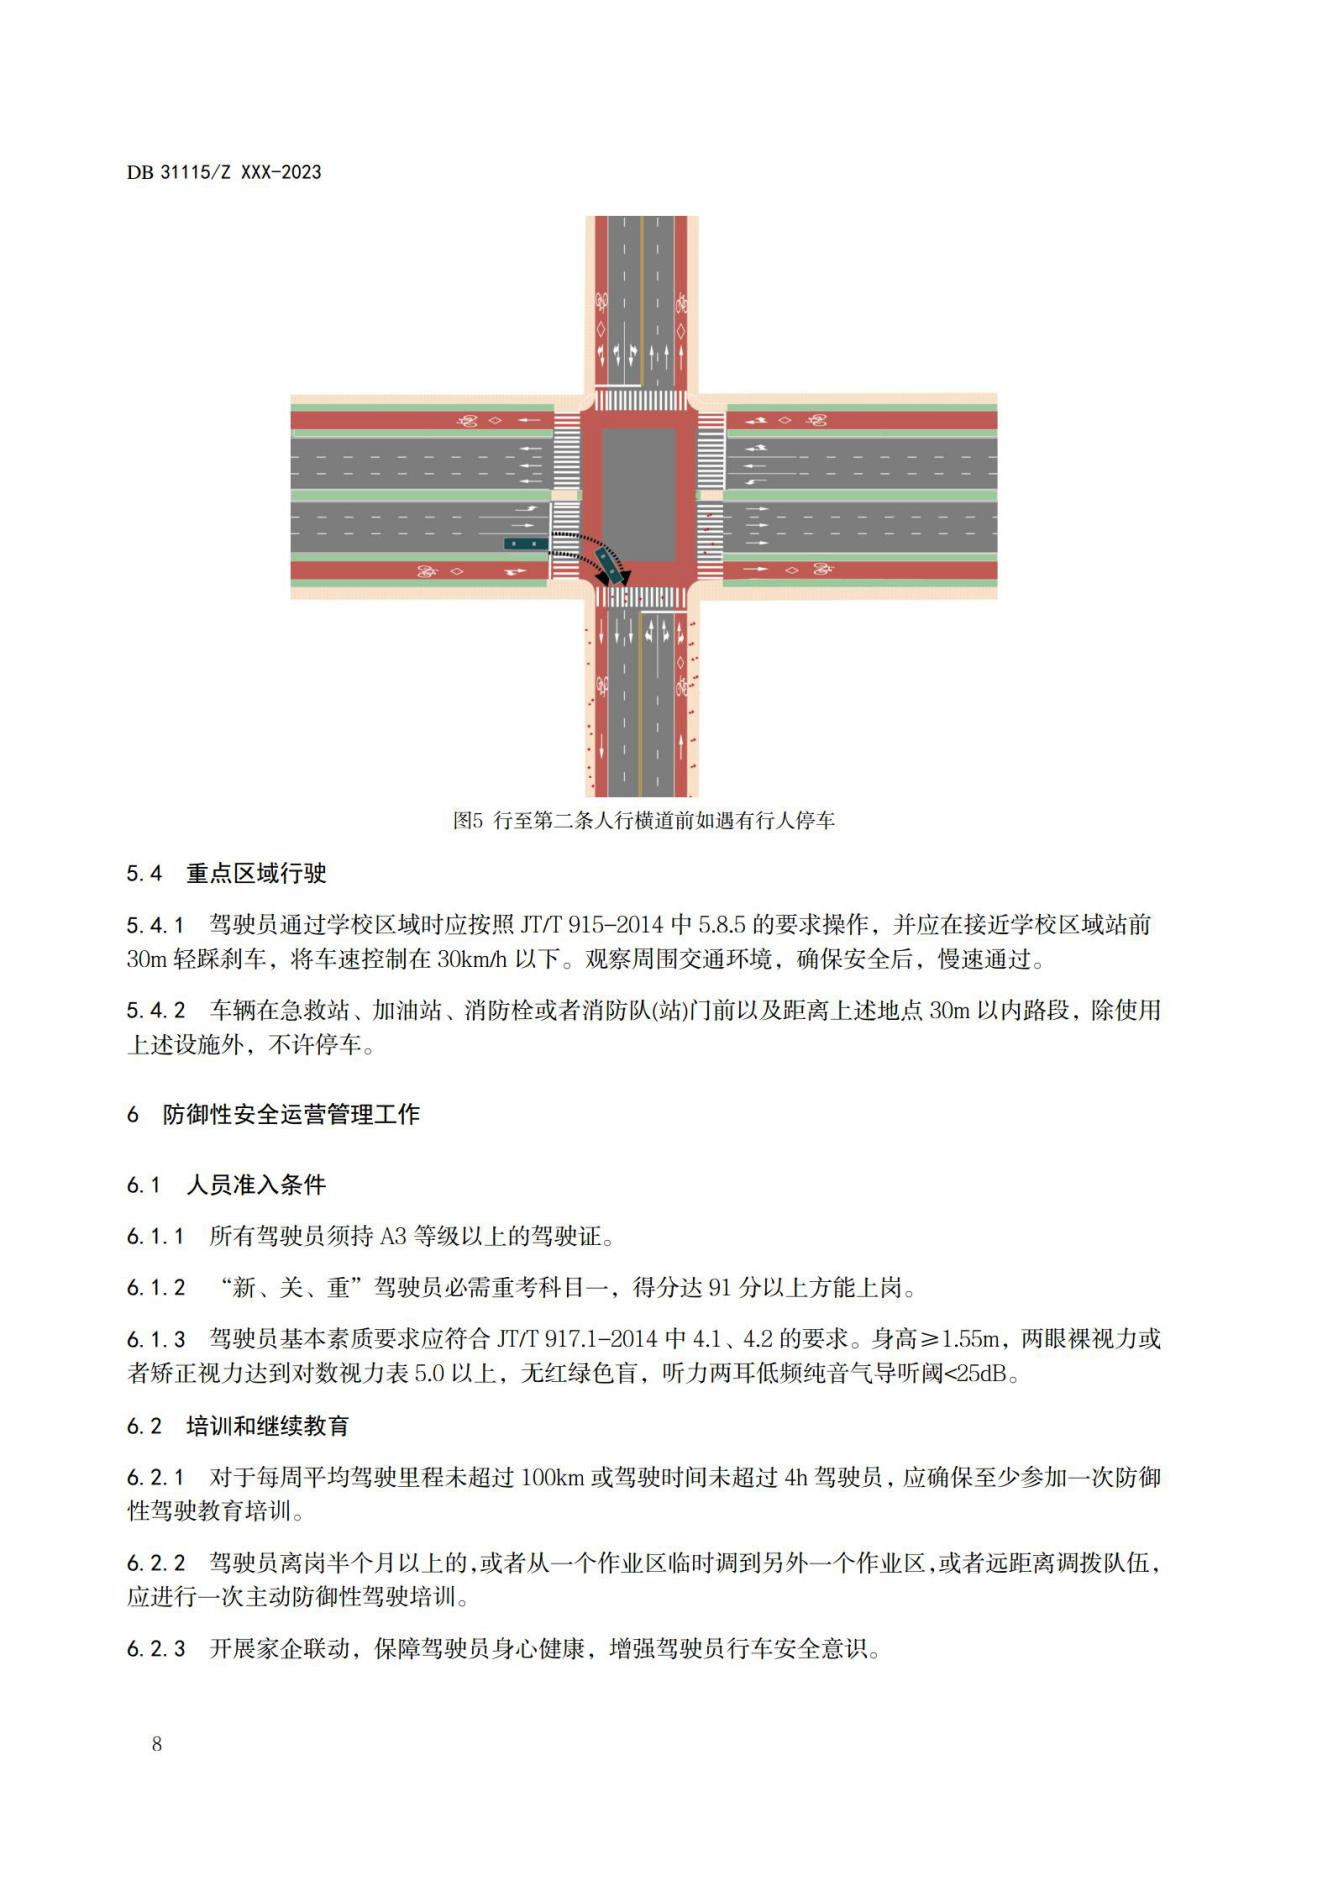 DB 31115/Z XXX-2023
图5 行至第二条人行横道前如遇有行人停车
5.4 重点区域行驶
5.4.1 驾驶员通过学校区域时应按照 JT/T 915-2014 中 5.8.5 的要求操作，并应在接近学校区域站前
30m 轻踩刹车，将车速控制在 30km/h 以下。观察周围交通环境，确保安全后，慢速通过。
5.4.2 车辆在急救站、加油站、消防栓或者消防队(站)门前以及距离上述地点 30m 以内路段，除使用
上述设施外，不许停车。
6 防御性安全运营管理工作
6.1 人员准入条件
6.1.1 所有驾驶员须持 A3 等级以上的驾驶证。
6.1.2 “新、关、重”驾驶员必需重考科目一，得分达 91 分以上方能上岗。
6.1.3 驾驶员基本素质要求应符合 JT/T 917.1-2014 中 4.1、4.2 的要求。身高≥1.55m，两眼裸视力或
者矫正视力达到对数视力表 5.0 以上，无红绿色盲，听力两耳低频纯音气导听阈<25dB。
6.2 培训和继续教育
6.2.1 对于每周平均驾驶里程未超过 100km 或驾驶时间未超过 4h 驾驶员，应确保至少参加一次防御
性驾驶教育培训。
6.2.2 驾驶员离岗半个月以上的,或者从一个作业区临时调到另外一个作业区,或者远距离调拨队伍,
应进行一次主动防御性驾驶培训。
6.2.3 开展家企联动，保障驾驶员身心健康，增强驾驶员行车安全意识。
8